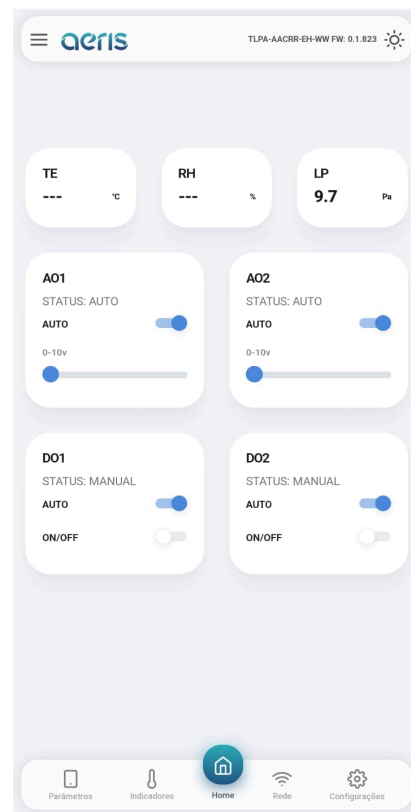 aeris
TLPA-AACRR-EH-WW FW: 0.1.823
TE
--- °C
RH
--- %
LP
9.7 Pa
AO1
STATUS: AUTO
AUTO
0-10v
AO2
STATUS: AUTO
AUTO
0-10v
DO1
STATUS: MANUAL
AUTO
ON/OFF
DO2
STATUS: MANUAL
AUTO
ON/OFF
Parâmetros
Indicadores
Home
Rede
Configurações